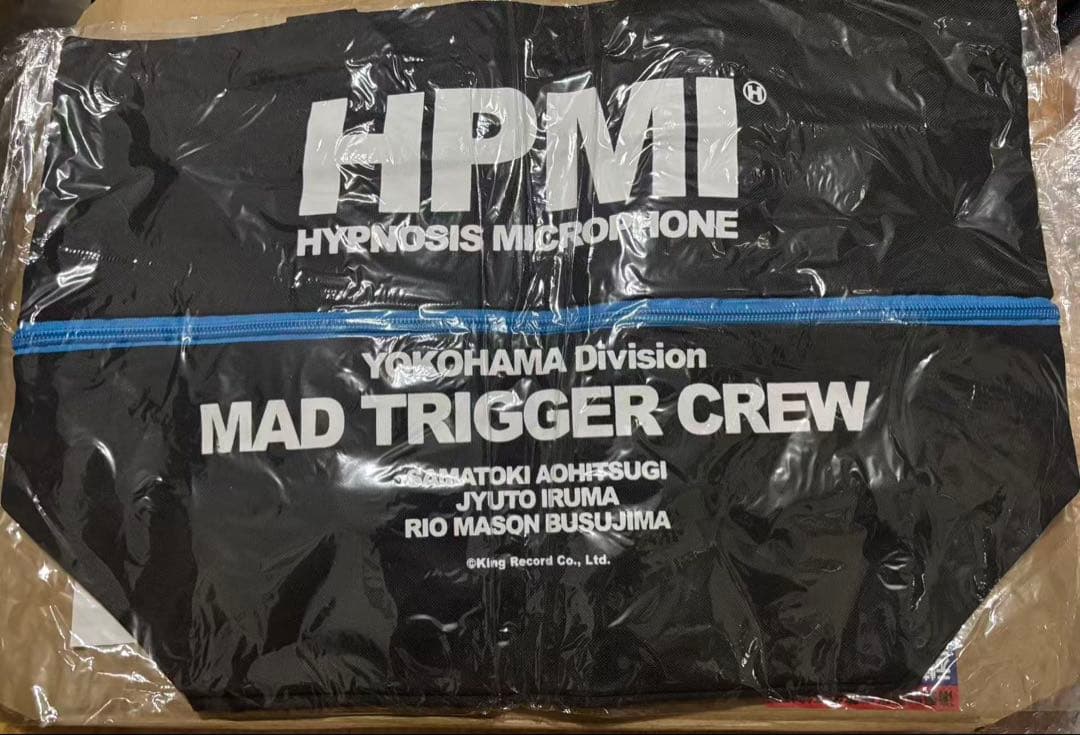 HPMI Ⓗ
HYPNOSIS MICROPHONE
YOKOHAMA Division
MAD TRIGGER CREW
SAMATOKI AOHITSUGI
JYUTO IRUMA
RIO MASON BUSUJIMA
©King Record Co., Ltd.